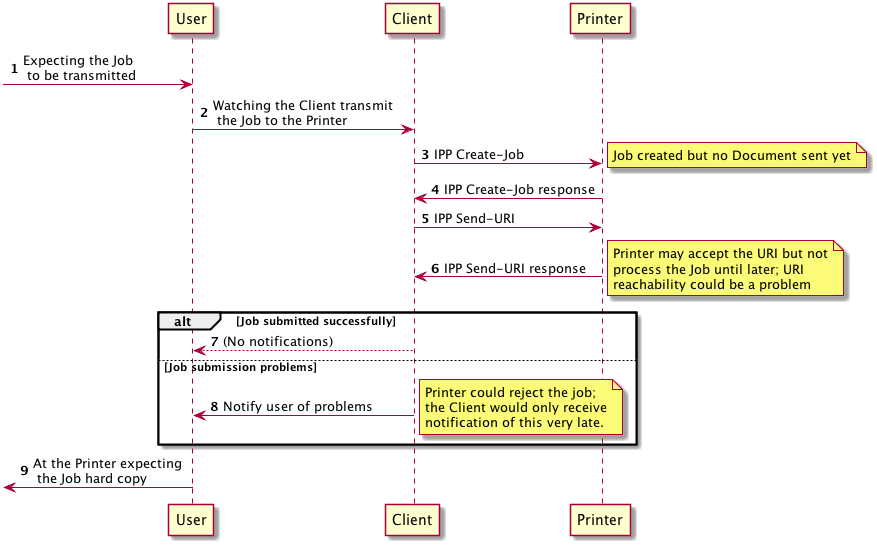 User
Client
Printer
1 Expecting the Job
to be transmitted
2 Watching the Client transmit
the Job to the Printer
3 IPP Create-Job
Job created but no Document sent yet
4 IPP Create-Job response
5 IPP Send-URI
6 IPP Send-URI response
Printer may accept the URI but not
process the Job until later; URI
reachability could be a problem
alt
[Job submitted successfully]
7 (No notifications)
[Job submission problems]
8 Notify user of problems
Printer could reject the job;
the Client would only receive
notification of this very late.
9 At the Printer expecting
the Job hard copy
User
Client
Printer